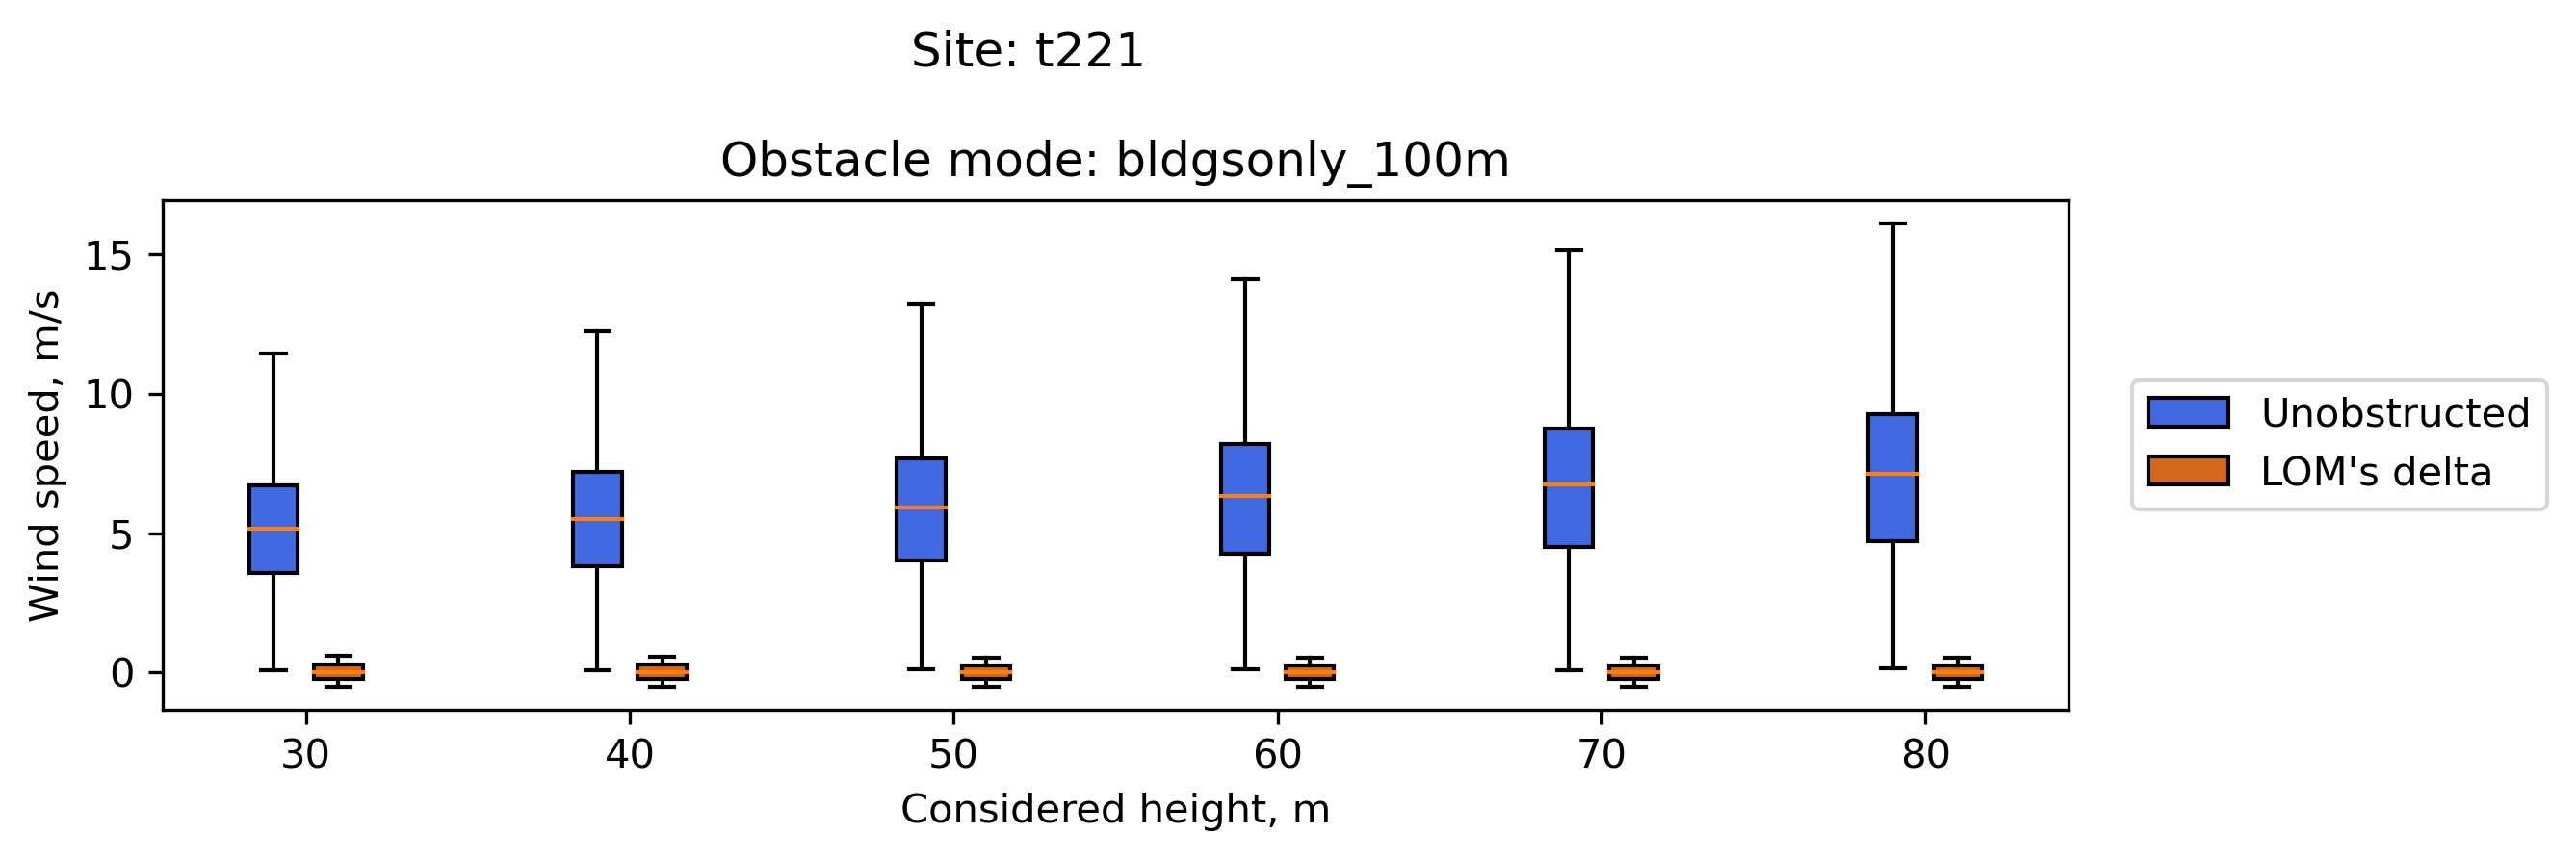 Site: t221
Obstacle mode: bldgsonly_100m
Wind speed, m/s
15
10
5
0
30 40 50 60 70 80
Considered height, m
Unobstructed
LOM's delta